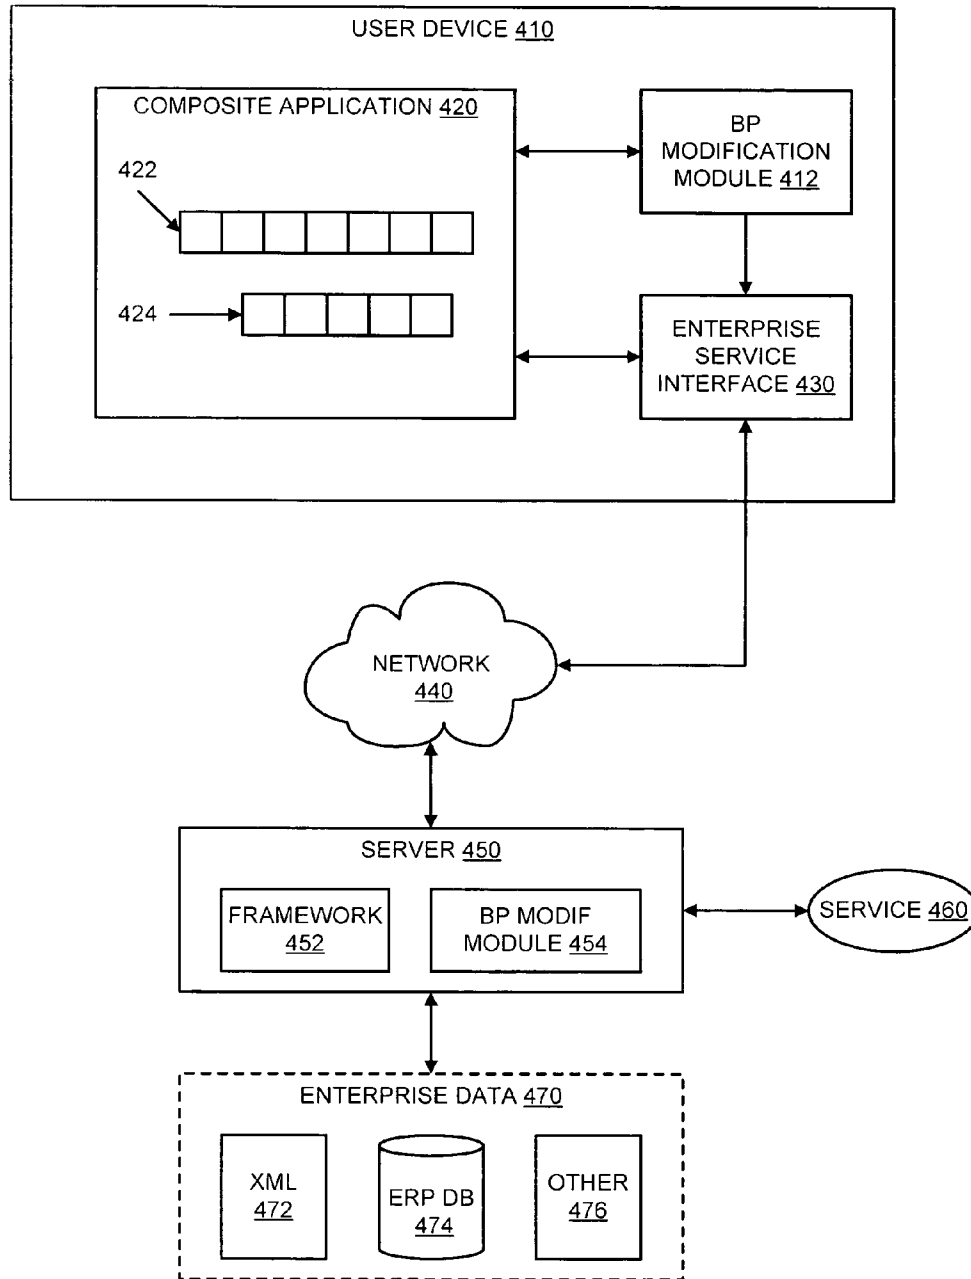 USER DEVICE 410
COMPOSITE APPLICATION 420
422
424
BP
MODIFICATION
MODULE 412
ENTERPRISE
SERVICE
INTERFACE 430
NETWORK
440
SERVER 450
FRAMEWORK
452
BP MODIF
MODULE 454
SERVICE 460
ENTERPRISE DATA 470
XML
472
ERP DB
474
OTHER
476